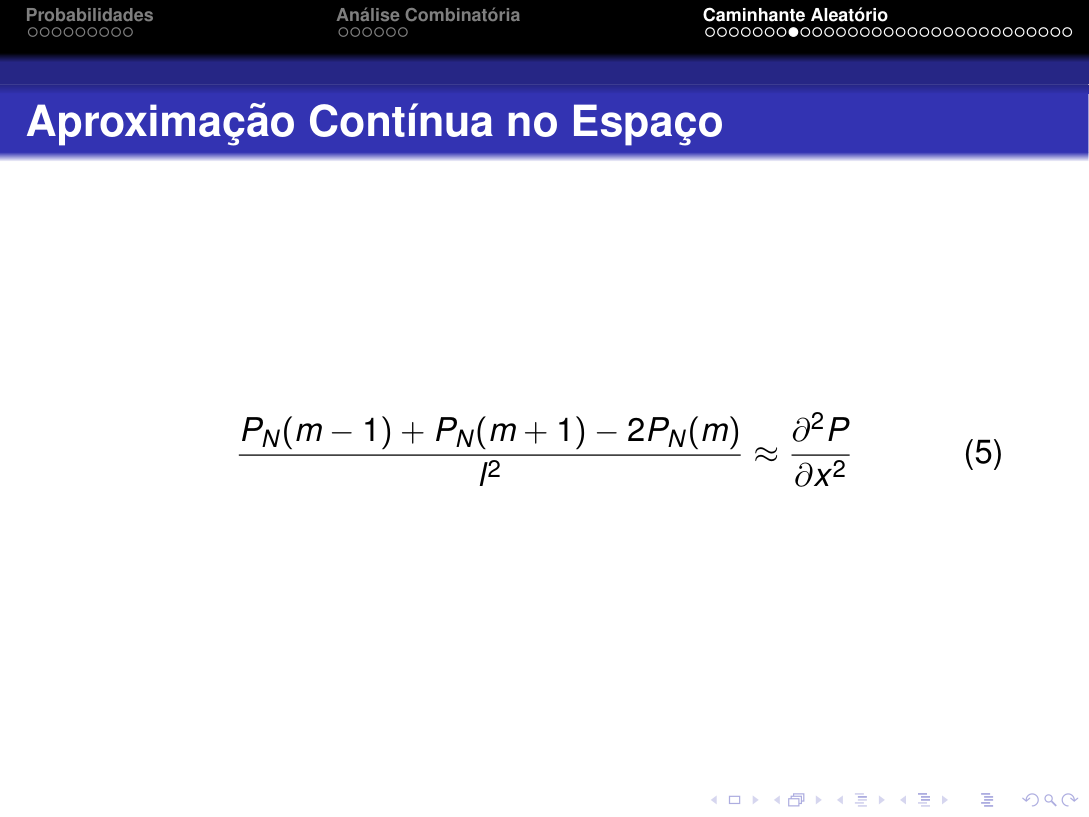 Probabilidades
Análise Combinatória
Caminhante Aleatório
Aproximação Contínua no Espaço
\frac{P_N(m-1) + P_N(m+1) - 2P_N(m)}{l^2} \approx \frac{\partial^2 P}{\partial x^2} (5)